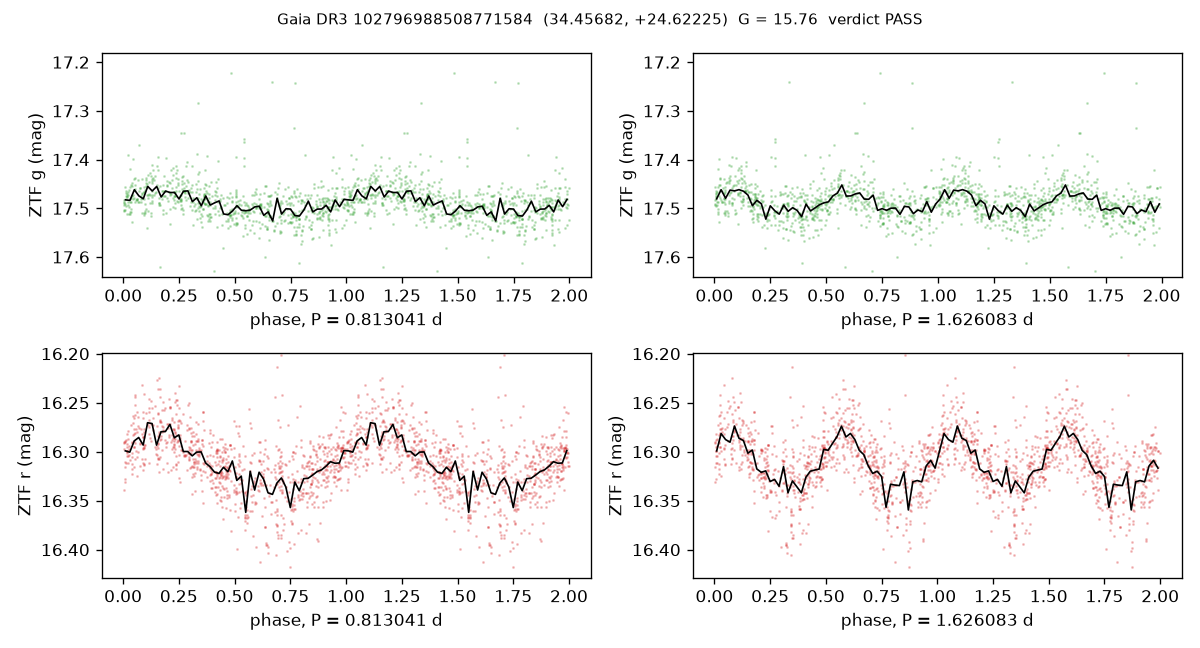 Gaia DR3 102796988508771584 (34.45682, +24.62225) G = 15.76 verdict PASS
17.2
17.3
17.4
17.5
17.6
ZTF g (mag)
0.00 0.25 0.50 0.75 1.00 1.25 1.50 1.75 2.00
phase, P = 0.813041 d
17.2
17.3
17.4
17.5
17.6
ZTF g (mag)
0.00 0.25 0.50 0.75 1.00 1.25 1.50 1.75 2.00
phase, P = 1.626083 d
16.20
16.25
16.30
16.35
16.40
ZTF r (mag)
0.00 0.25 0.50 0.75 1.00 1.25 1.50 1.75 2.00
phase, P = 0.813041 d
16.20
16.25
16.30
16.35
16.40
ZTF r (mag)
0.00 0.25 0.50 0.75 1.00 1.25 1.50 1.75 2.00
phase, P = 1.626083 d